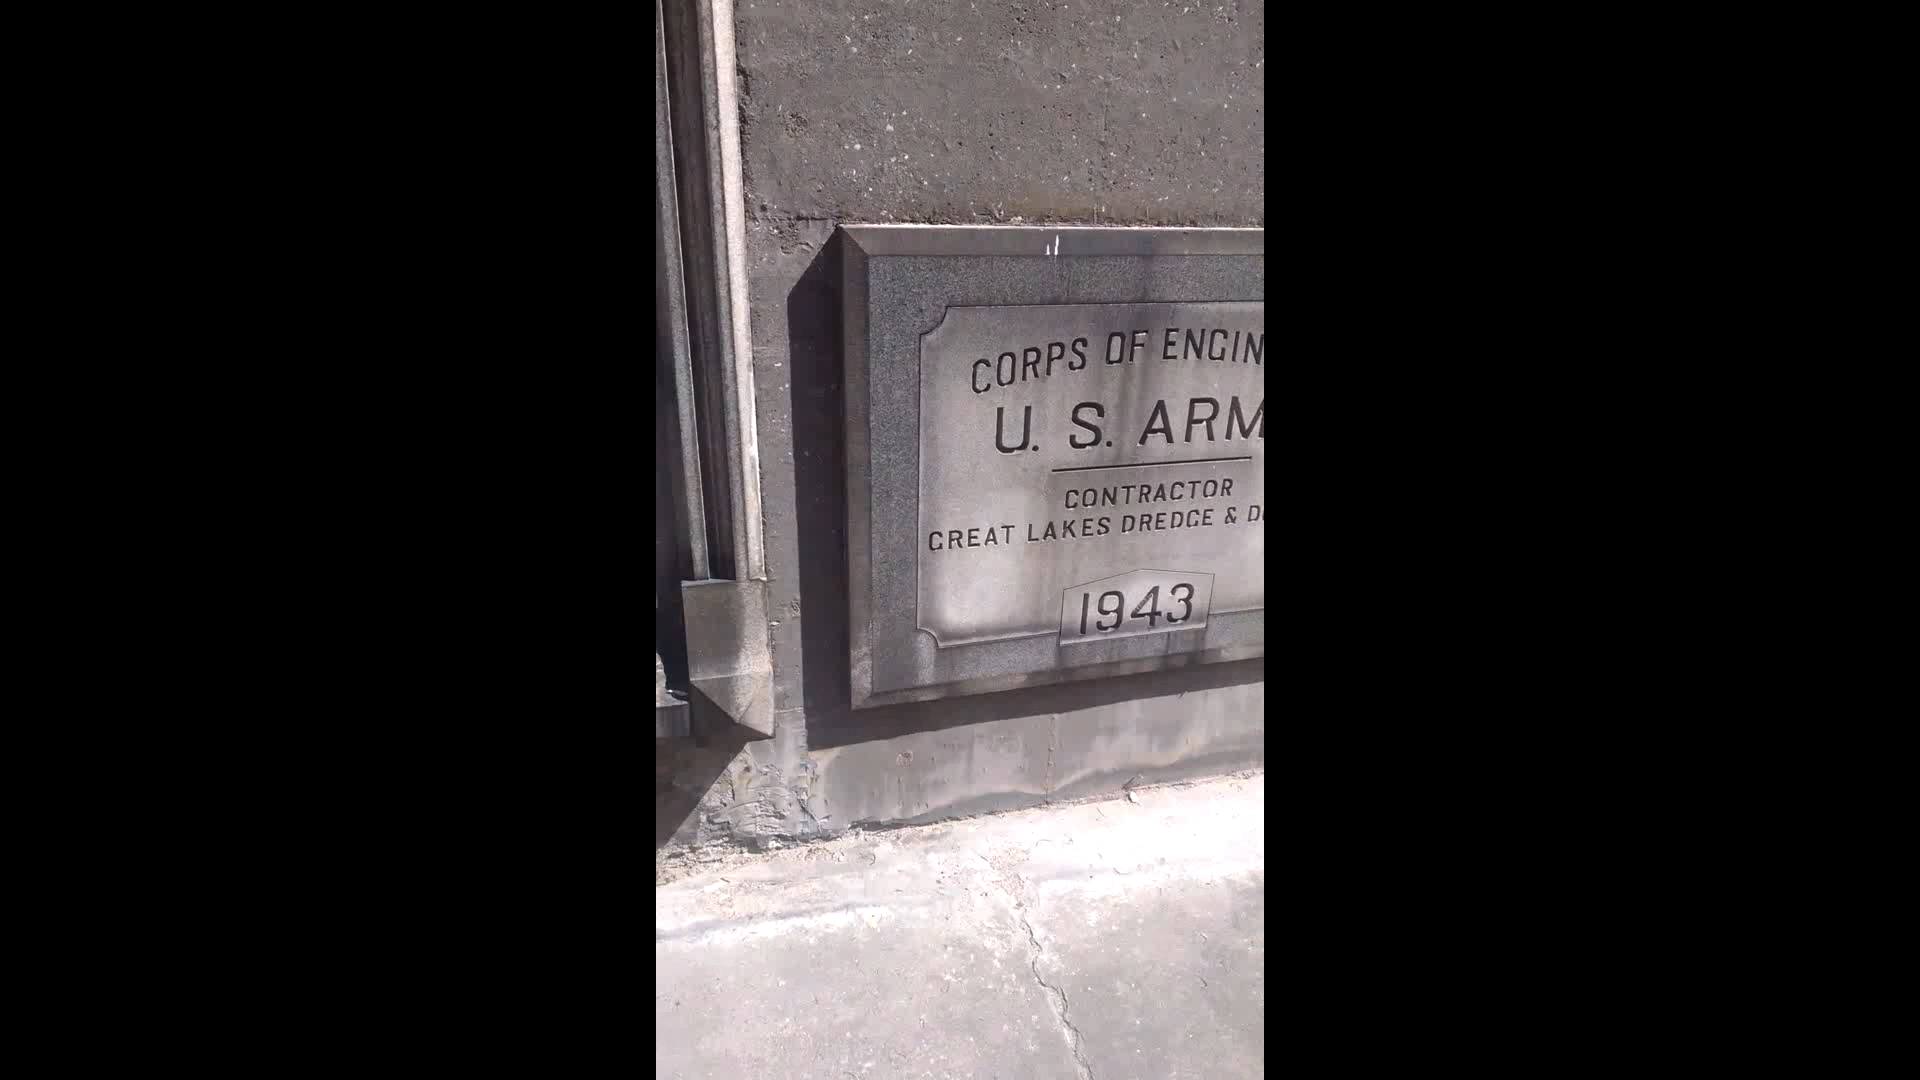 CORPS OF ENGIN
U. S. ARM
CONTRACTOR
GREAT LAKES DREDGE & D
1943